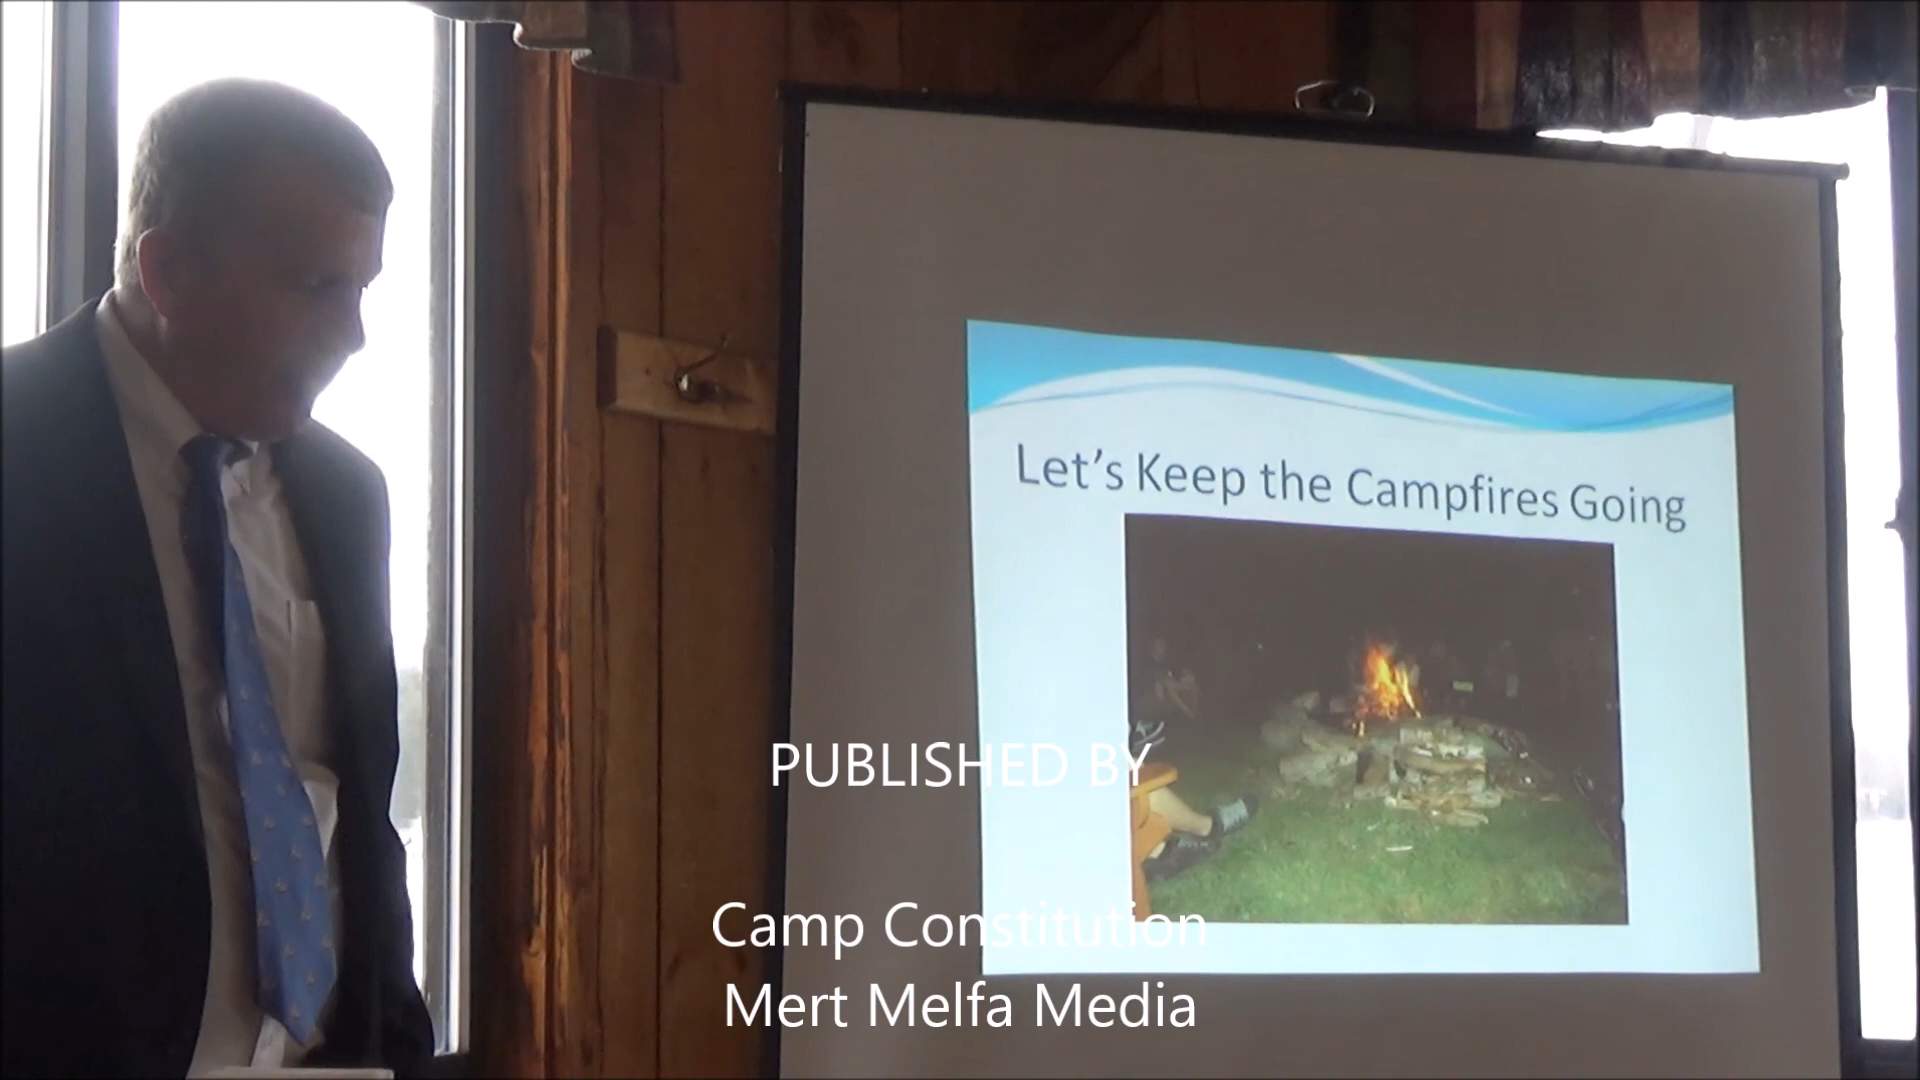 Let's Keep the Campfires Going
PUBLISHED BY
Camp Constitution
Mert Melfa Media